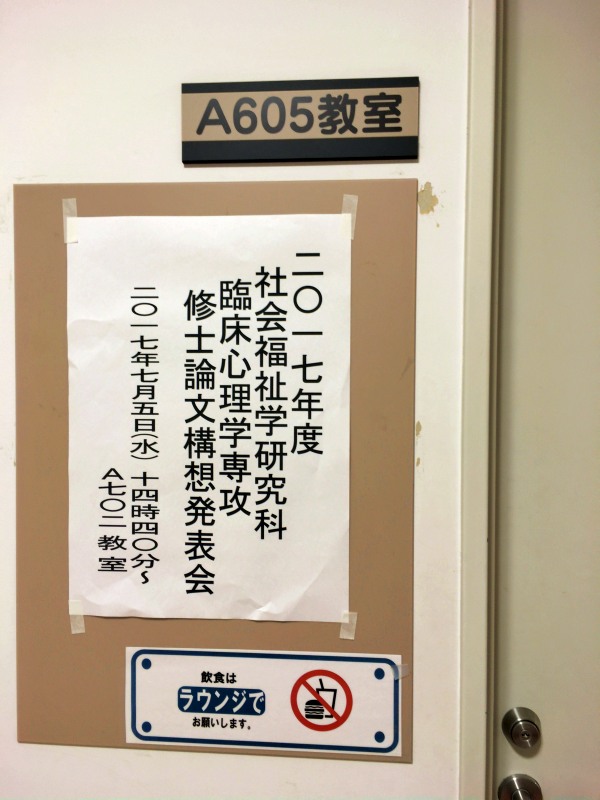 A605教室
二〇一七年度
社会福祉学研究科
臨床心理学専攻
修士論文構想発表会
二〇一七年七月五日(水) 十四時四〇分～
A七〇二教室
飲食は
ラウンジで
お願いします。